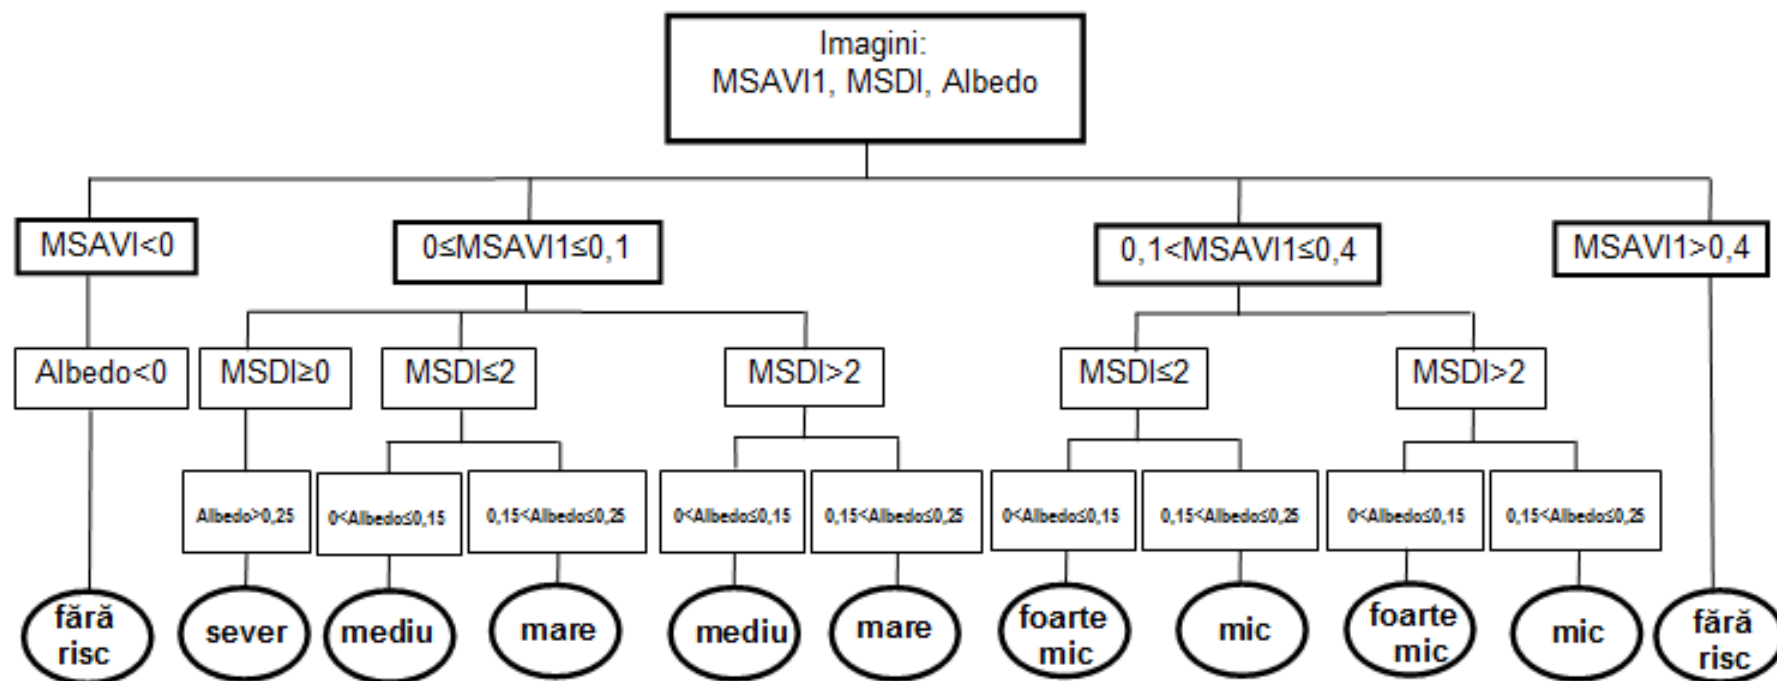 Imagini:
MSAVI1, MSDI, Albedo
MSAVI<0
0≤MSAVI1≤0,1
0,1<MSAVI1≤0,4
MSAVI1>0,4
Albedo<0
MSDI≥0
MSDI≤2
MSDI>2
MSDI≤2
MSDI>2
Albedo>0,25
0<Albedo≤0,15
0,15<Albedo≤0,25
0<Albedo≤0,15
0,15<Albedo≤0,25
0<Albedo≤0,15
0,15<Albedo≤0,25
0<Albedo≤0,15
0,15<Albedo≤0,25
fără
risc
sever
mediu
mare
mediu
mare
foarte
mic
mic
foarte
mic
mic
fără
risc